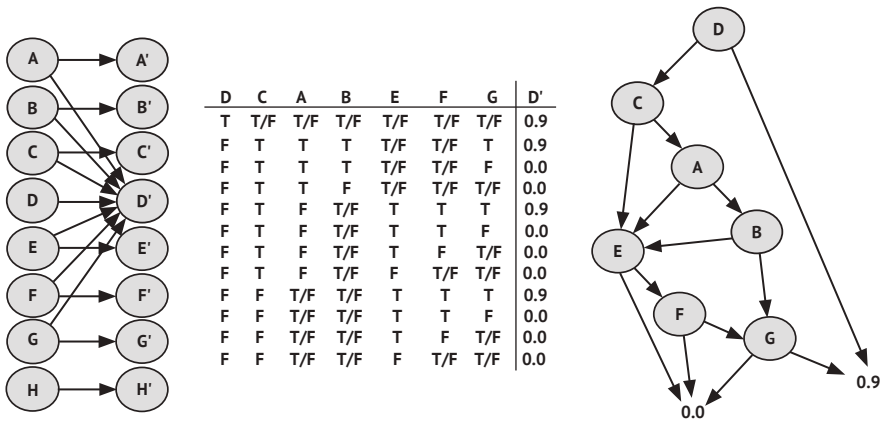 A A'
B B'
C C'
D D'
E E'
F F'
G G'
H H'
D C A B E F G D'
T T/F T/F T/F T/F T/F T/F 0.9
F T T T T/F T/F T 0.9
F T T T T/F T/F F 0.0
F T T F T/F T/F T/F 0.0
F T F T/F T T T 0.9
F T F T/F T T F 0.0
F T F T/F T F T/F 0.0
F T F T/F F T/F T/F 0.0
F F T/F T/F T T T 0.9
F F T/F T/F T T F 0.0
F F T/F T/F T F T/F 0.0
F F T/F T/F F T/F T/F 0.0
D
C
A
B
E
F
G
0.9
0.0